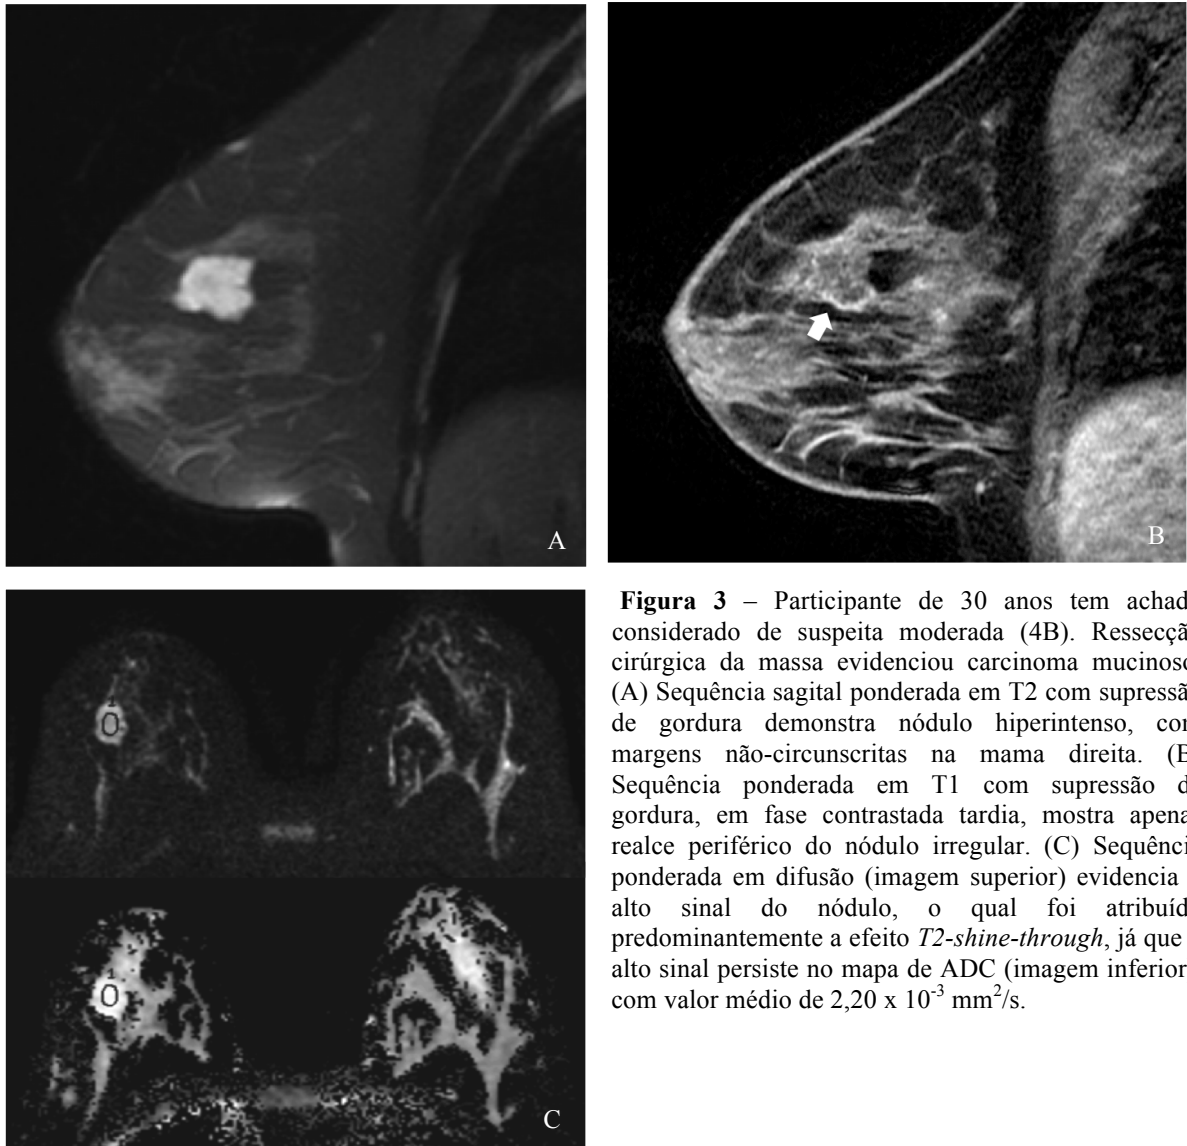 A
B
Figura 3 – Participante de 30 anos tem achad
considerado de suspeita moderada (4B). Ressecçã
cirúrgica da massa evidenciou carcinoma mucinoso
(A) Sequência sagital ponderada em T2 com supressã
de gordura demonstra nódulo hiperintenso, con
margens não-circunscritas na mama direita. (B
Sequência ponderada em T1 com supressão d
gordura, em fase contrastada tardia, mostra apena
realce periférico do nódulo irregular. (C) Sequênci
ponderada em difusão (imagem superior) evidencia
alto sinal do nódulo, o qual foi atribuíd
predominantemente a efeito T2-shine-through, já que
alto sinal persiste no mapa de ADC (imagem inferior
com valor médio de 2,20 x 10⁻³ mm²/s.
1
1
C